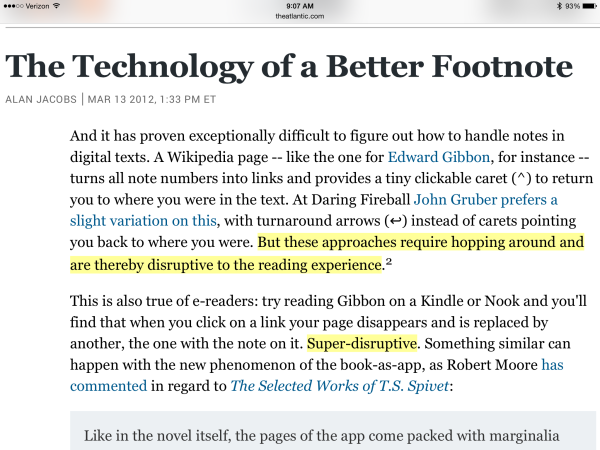 Verizon 9:07 AM 93%
theatlantic.com
The Technology of a Better Footnote
ALAN JACOBS | MAR 13 2012, 1:33 PM ET
And it has proven exceptionally difficult to figure out how to handle notes in
digital texts. A Wikipedia page -- like the one for Edward Gibbon, for instance --
turns all note numbers into links and provides a tiny clickable caret (^) to return
you to where you were in the text. At Daring Fireball John Gruber prefers a
slight variation on this, with turnaround arrows (↩) instead of carets pointing
you back to where you were. But these approaches require hopping around and
are thereby disruptive to the reading experience.²
This is also true of e-readers: try reading Gibbon on a Kindle or Nook and you'll
find that when you click on a link your page disappears and is replaced by
another, the one with the note on it. Super-disruptive. Something similar can
happen with the new phenomenon of the book-as-app, as Robert Moore has
commented in regard to The Selected Works of T.S. Spivet:
Like in the novel itself, the pages of the app come packed with marginalia